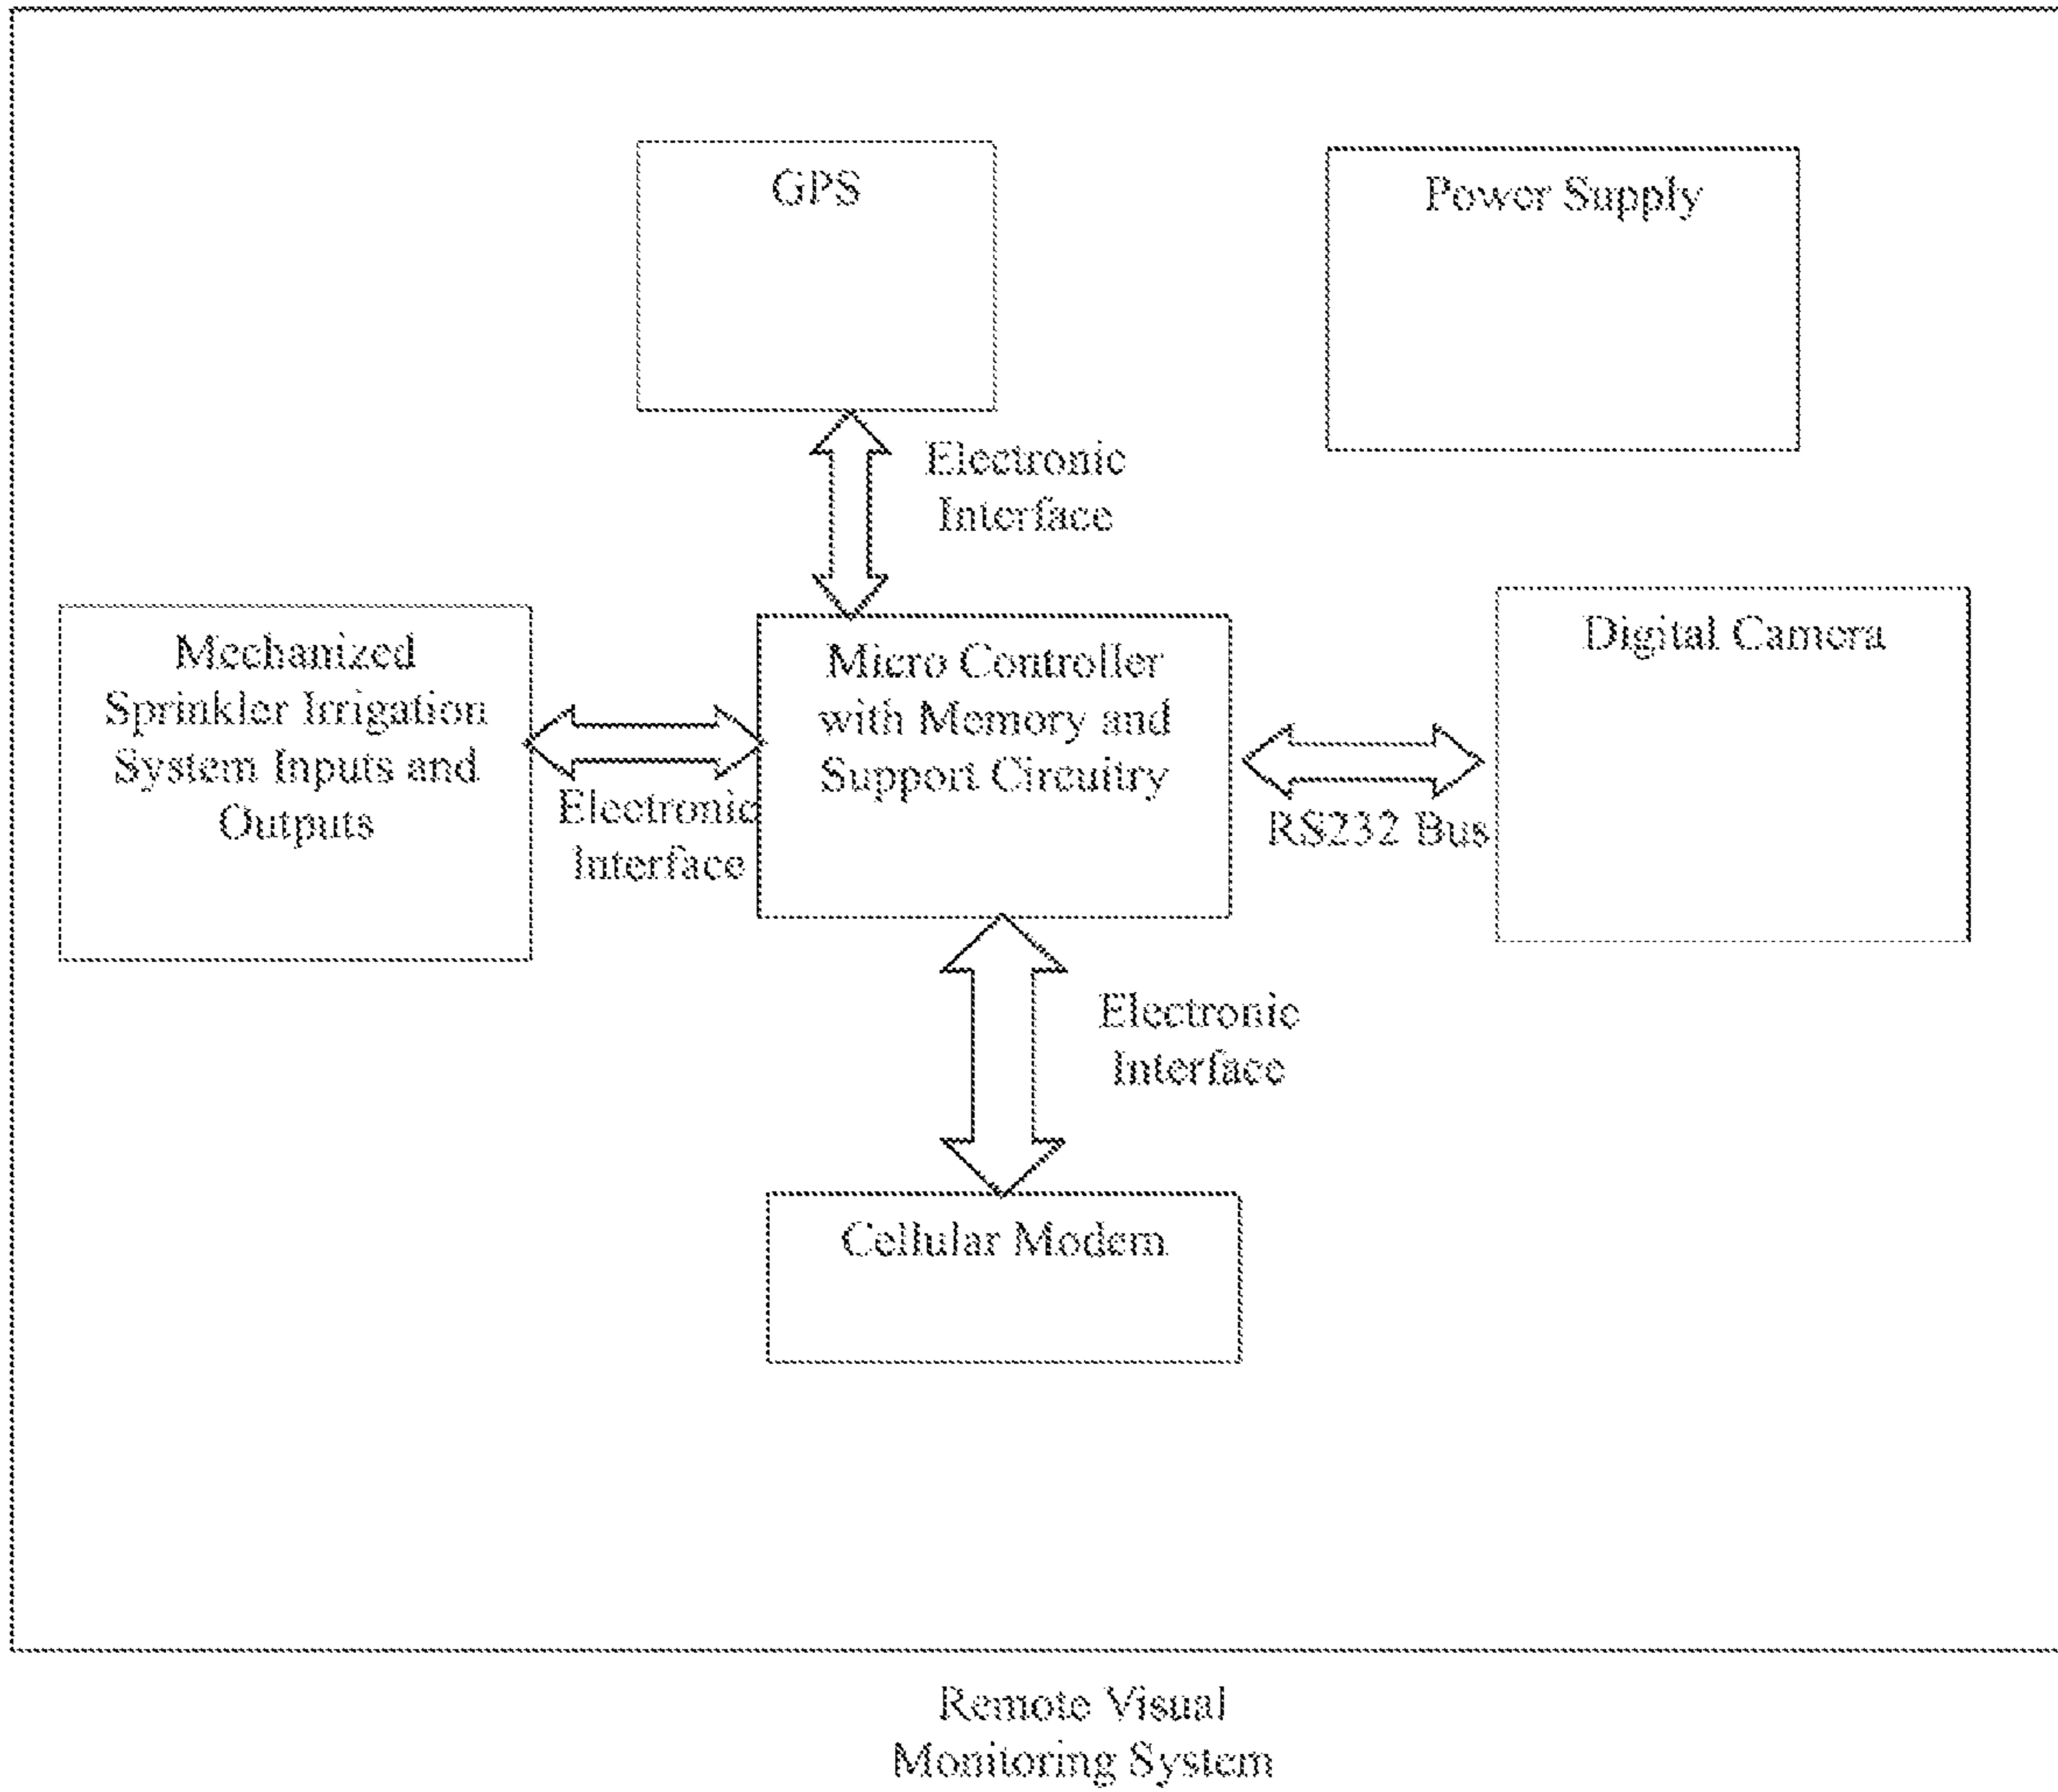 GPS
Power Supply
Electronic
Interface
Mechanized
Sprinkler Irrigation
System Inputs and
Outputs
Electronic
Interface
Micro Controller
with Memory and
Support Circuitry
RS232 Bus
Digital Camera
Electronic
Interface
Cellular Modem
Remote Visual
Monitoring System